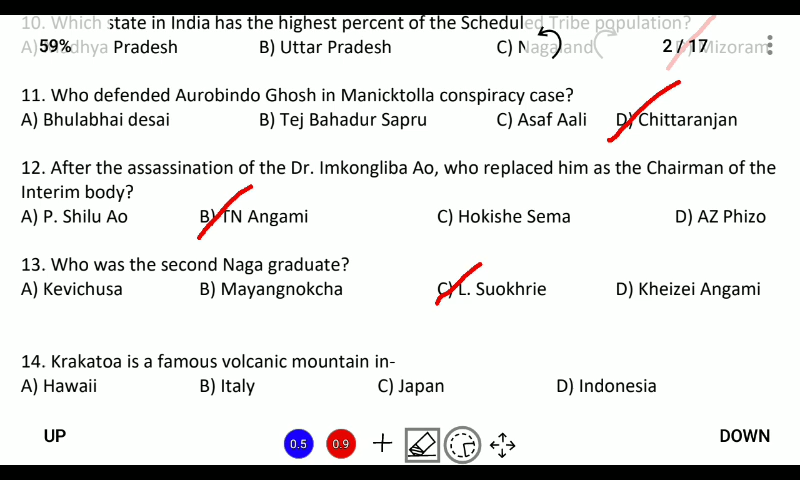 10. Which state in India has the highest percent of the Scheduled Tribe population?
59% Pradesh B) Uttar Pradesh C) Nagaland 2 / 17 Mizoram
11. Who defended Aurobindo Ghosh in Manicktolla conspiracy case?
A) Bhulabhai desai B) Tej Bahadur Sapru C) Asaf Aali D) Chittaranjan
12. After the assassination of the Dr. Imkongliba Ao, who replaced him as the Chairman of the
Interim body?
A) P. Shilu Ao B) TN Angami C) Hokishe Sema D) AZ Phizo
13. Who was the second Naga graduate?
A) Kevichusa B) Mayangnokcha C) L. Suokhrie D) Kheizei Angami
14. Krakatoa is a famous volcanic mountain in-
A) Hawaii B) Italy C) Japan D) Indonesia
UP 0.5 0.9 DOWN